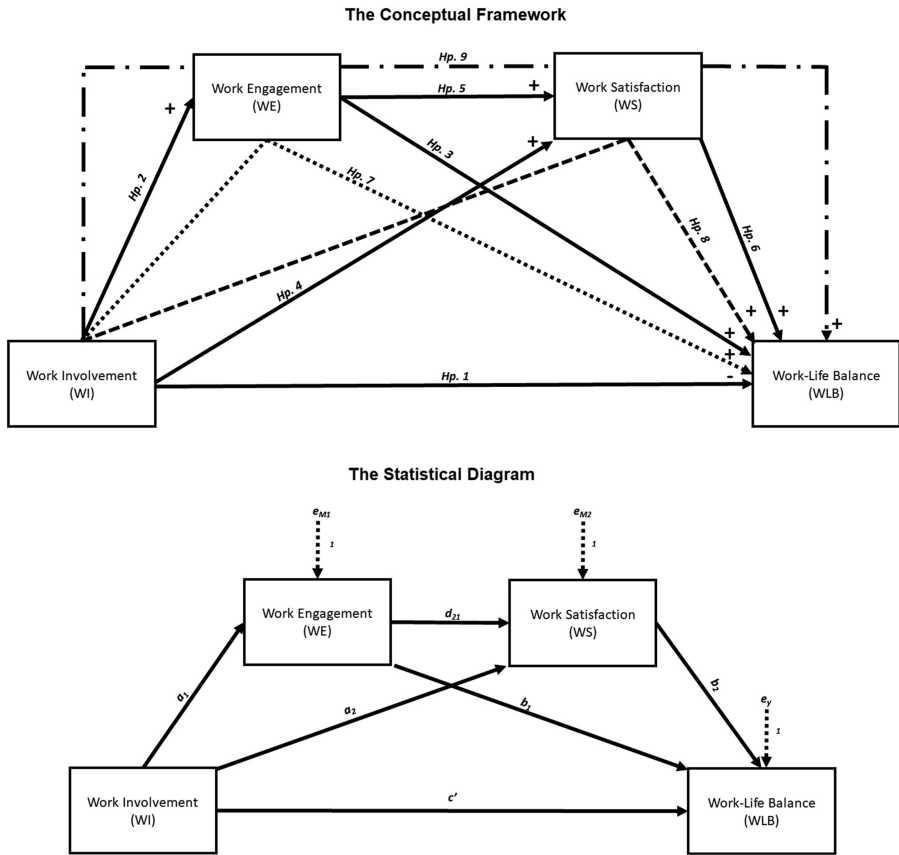 The Conceptual Framework
Hp. 9
Work Engagement
(WE)
Work Satisfaction
(WS)
Hp. 5
+
+
+
Hp. 2
Hp. 3
Hp. 7
Hp. 4
Hp. 8
Hp. 6
+
+
+
+
+
-
Work Involvement
(WI)
Hp. 1
Work-Life Balance
(WLB)
The Statistical Diagram
eM1
1
eM2
1
Work Engagement
(WE)
d21
Work Satisfaction
(WS)
a1
a2
b1
b2
ey
1
Work Involvement
(WI)
c’
Work-Life Balance
(WLB)